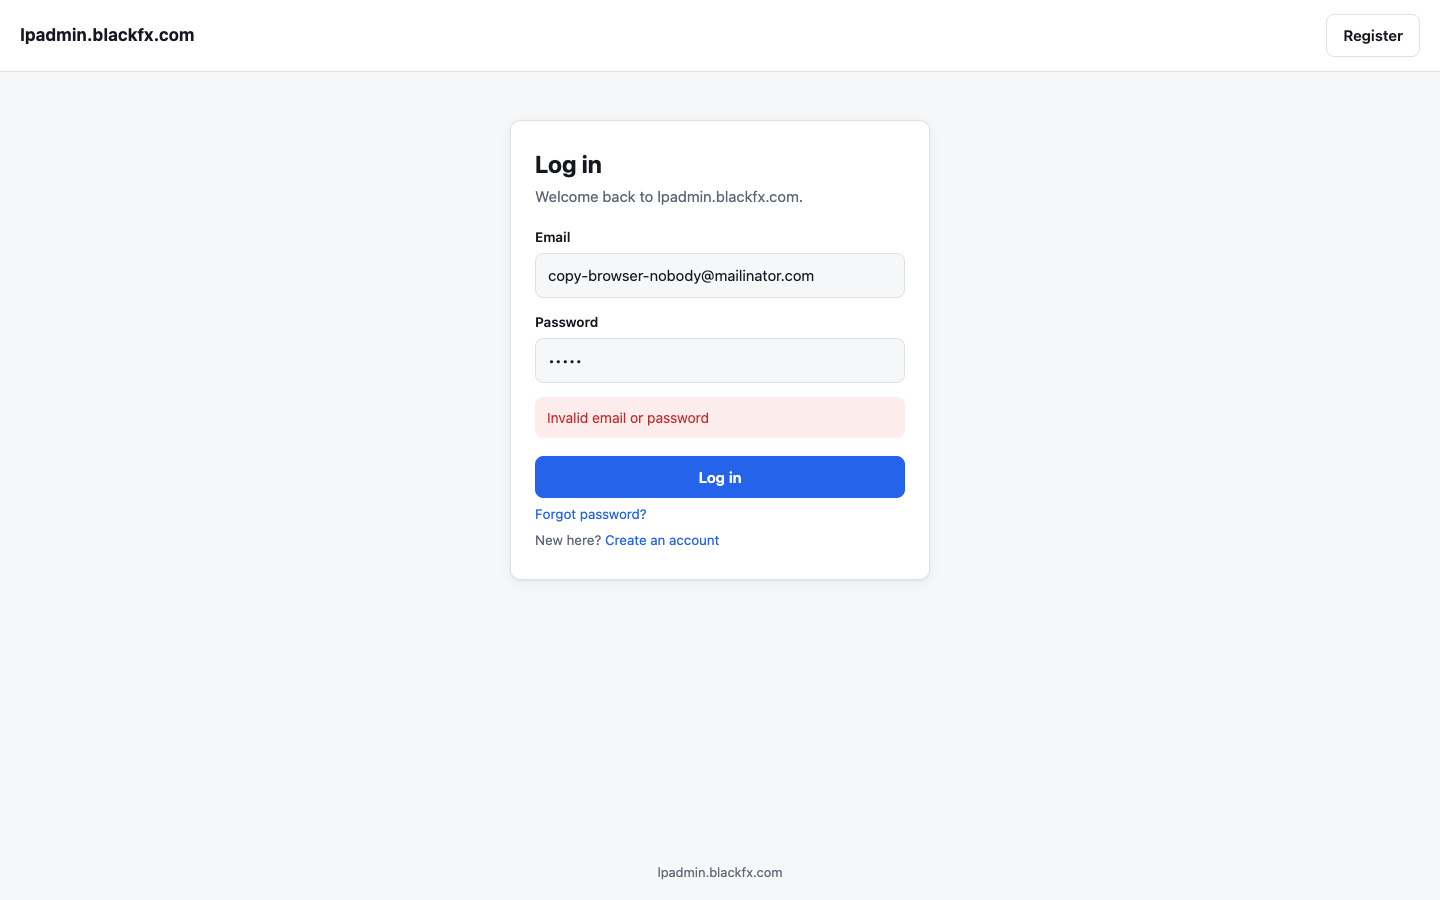 lpadmin.blackfx.com
Register
Log in
Welcome back to lpadmin.blackfx.com.
Email
copy-browser-nobody@mailinator.com
Password
•••••
Invalid email or password
Log in
Forgot password?
New here? Create an account
lpadmin.blackfx.com